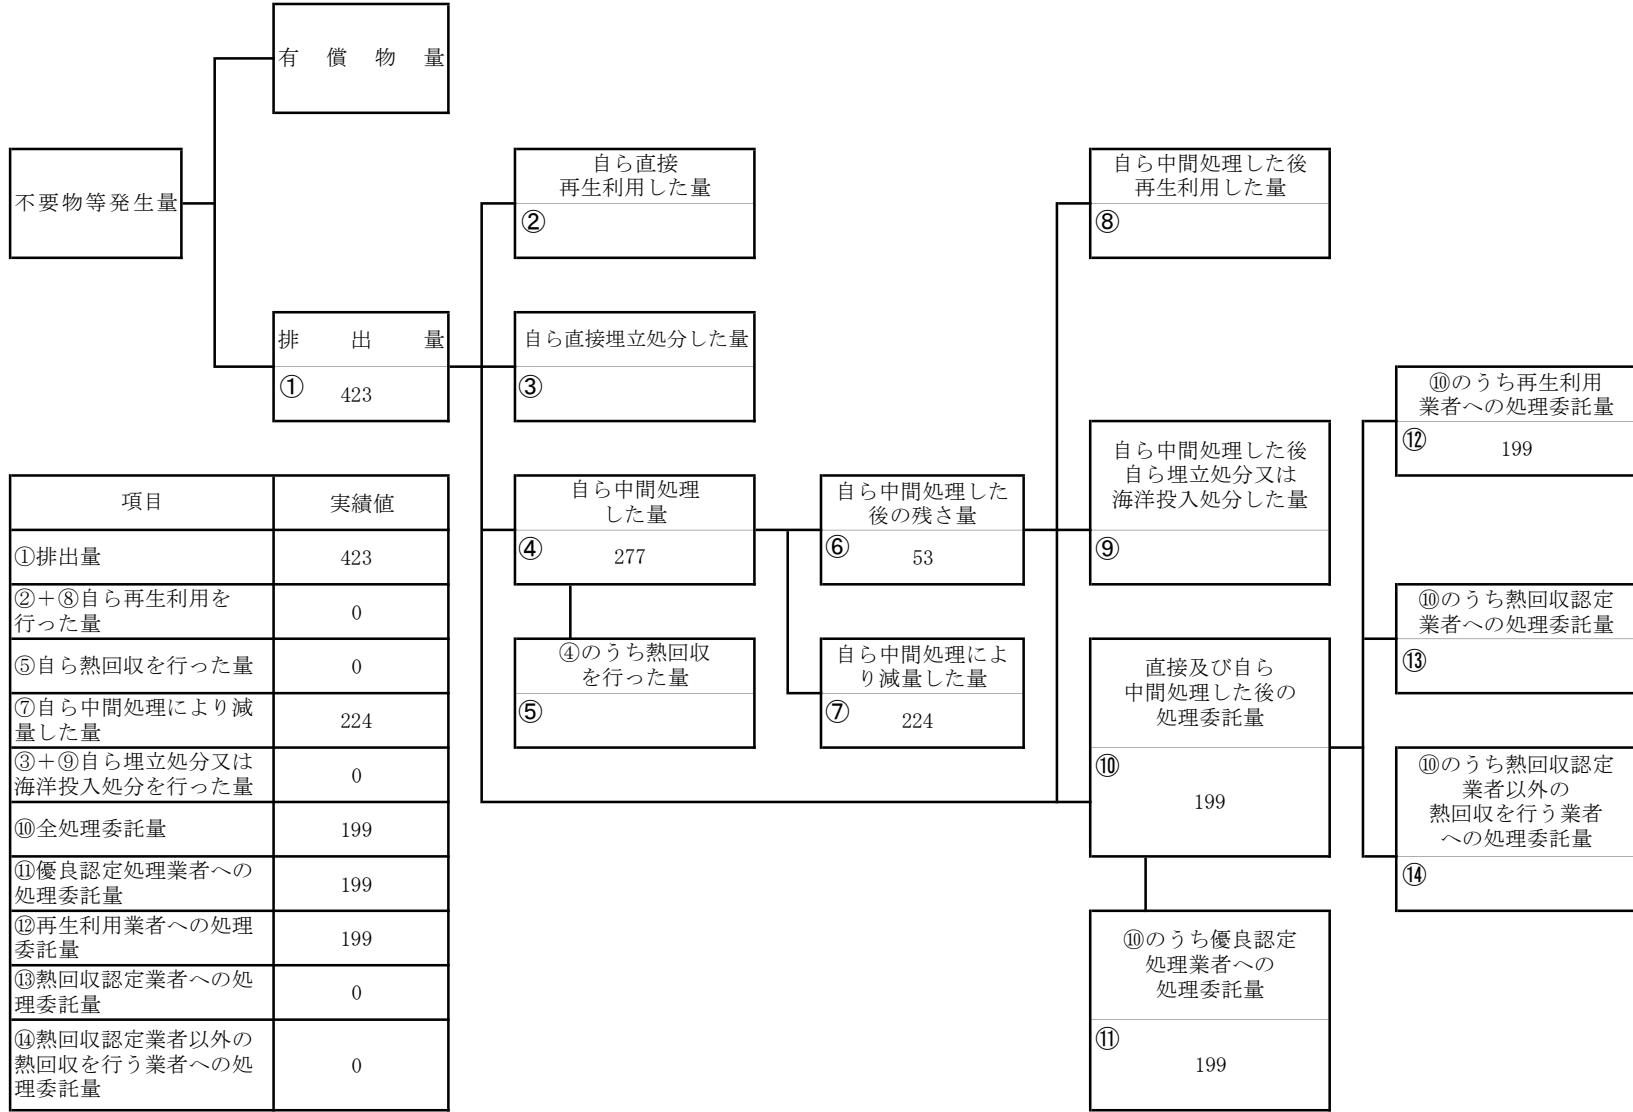 有償物量
不要物等発生量
排出量
①
423
自ら直接
再生利用した量
②
自ら直接埋立処分した量
③
自ら中間処理
した量
④
277
④のうち熱回収
を行った量
⑤
自ら中間処理した
後の残さ量
⑥
53
自ら中間処理によ
り減量した量
⑦
224
自ら中間処理した後
再生利用した量
⑧
自ら中間処理した後
自ら埋立処分又は
海洋投入処分した量
⑨
直接及び自ら
中間処理した後の
処理委託量
⑩
199
⑩のうち優良認定
処理業者への
処理委託量
⑪
199
⑩のうち再生利用
業者への処理委託量
⑫
199
⑩のうち熱回収認定
業者への処理委託量
⑬
⑩のうち熱回収認定
業者以外の
熱回収を行う業者
への処理委託量
⑭
項目 実績値
①排出量 423
②+⑧自ら再生利用を
行った量 0
⑤自ら熱回収を行った量 0
⑦自ら中間処理により減
量した量 224
③+⑨自ら埋立処分又は
海洋投入処分を行った量 0
⑩全処理委託量 199
⑪優良認定処理業者への
処理委託量 199
⑫再生利用業者への処理
委託量 199
⑬熱回収認定業者への処
理委託量 0
⑭熱回収認定業者以外の
熱回収を行う業者への処
理委託量 0